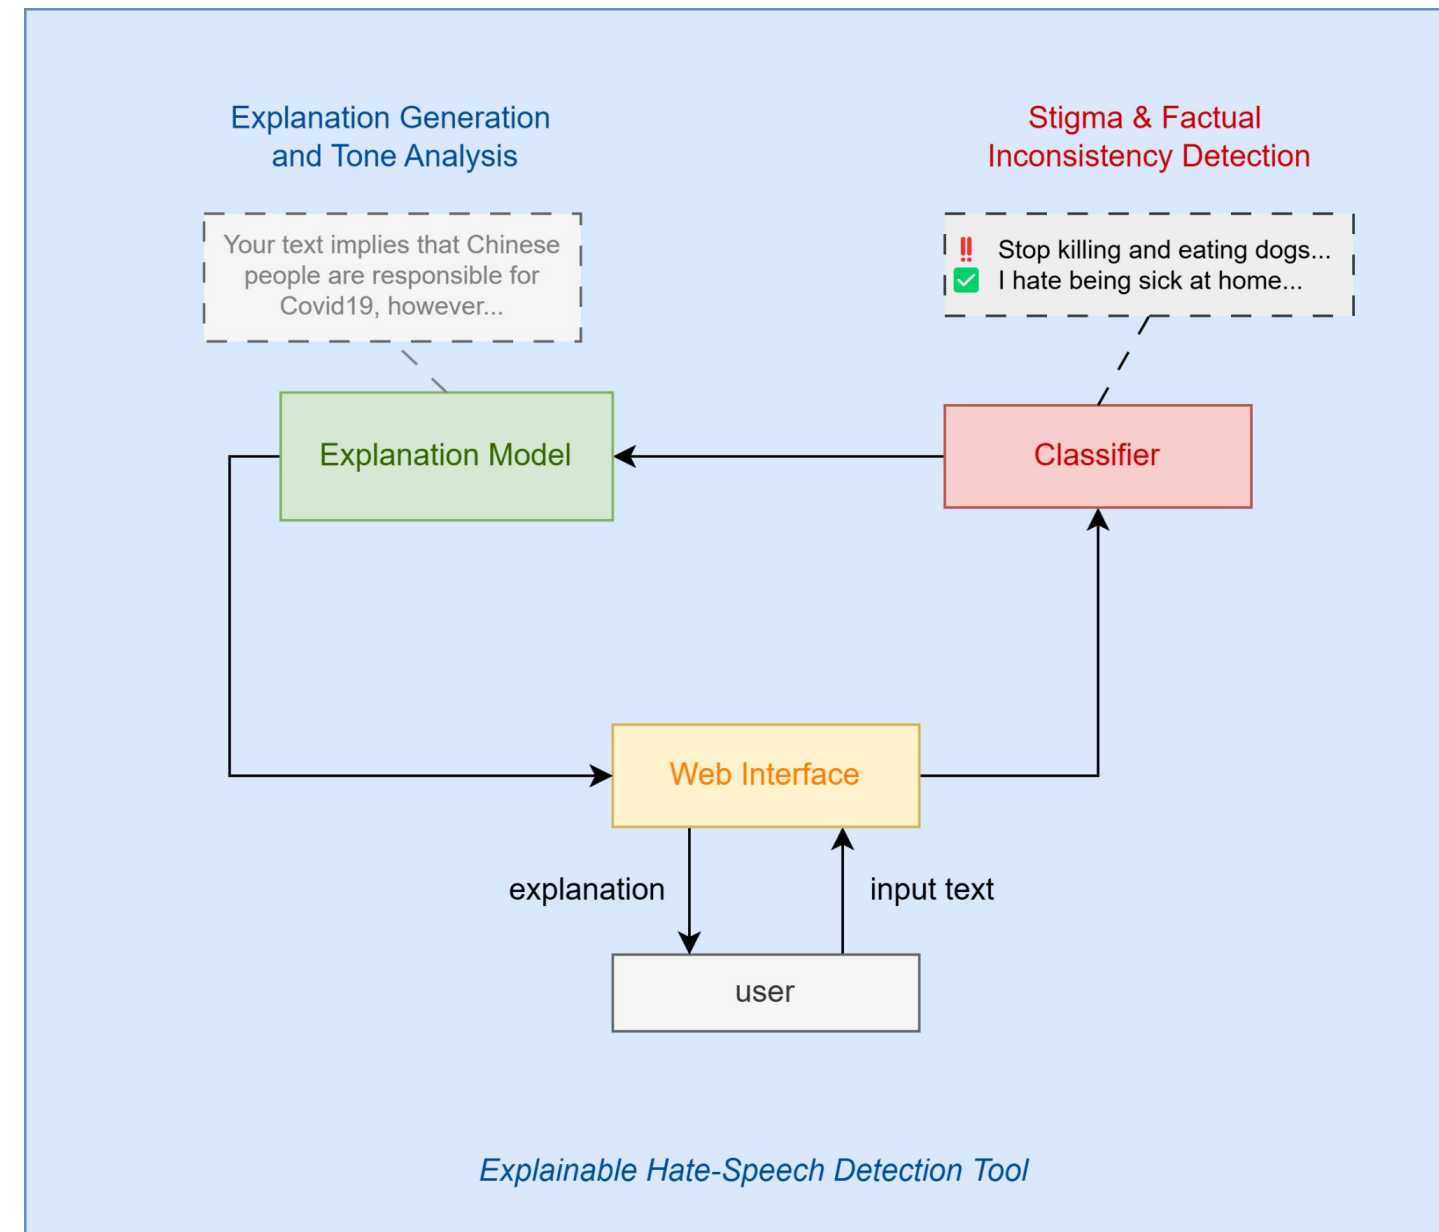 Explanation Generation
and Tone Analysis
Stigma & Factual
Inconsistency Detection
Your text implies that Chinese
people are responsible for
Covid19, however...
‼ Stop killing and eating dogs...
✅ I hate being sick at home...
Explanation Model
Classifier
Web Interface
explanation
input text
user
Explainable Hate-Speech Detection Tool